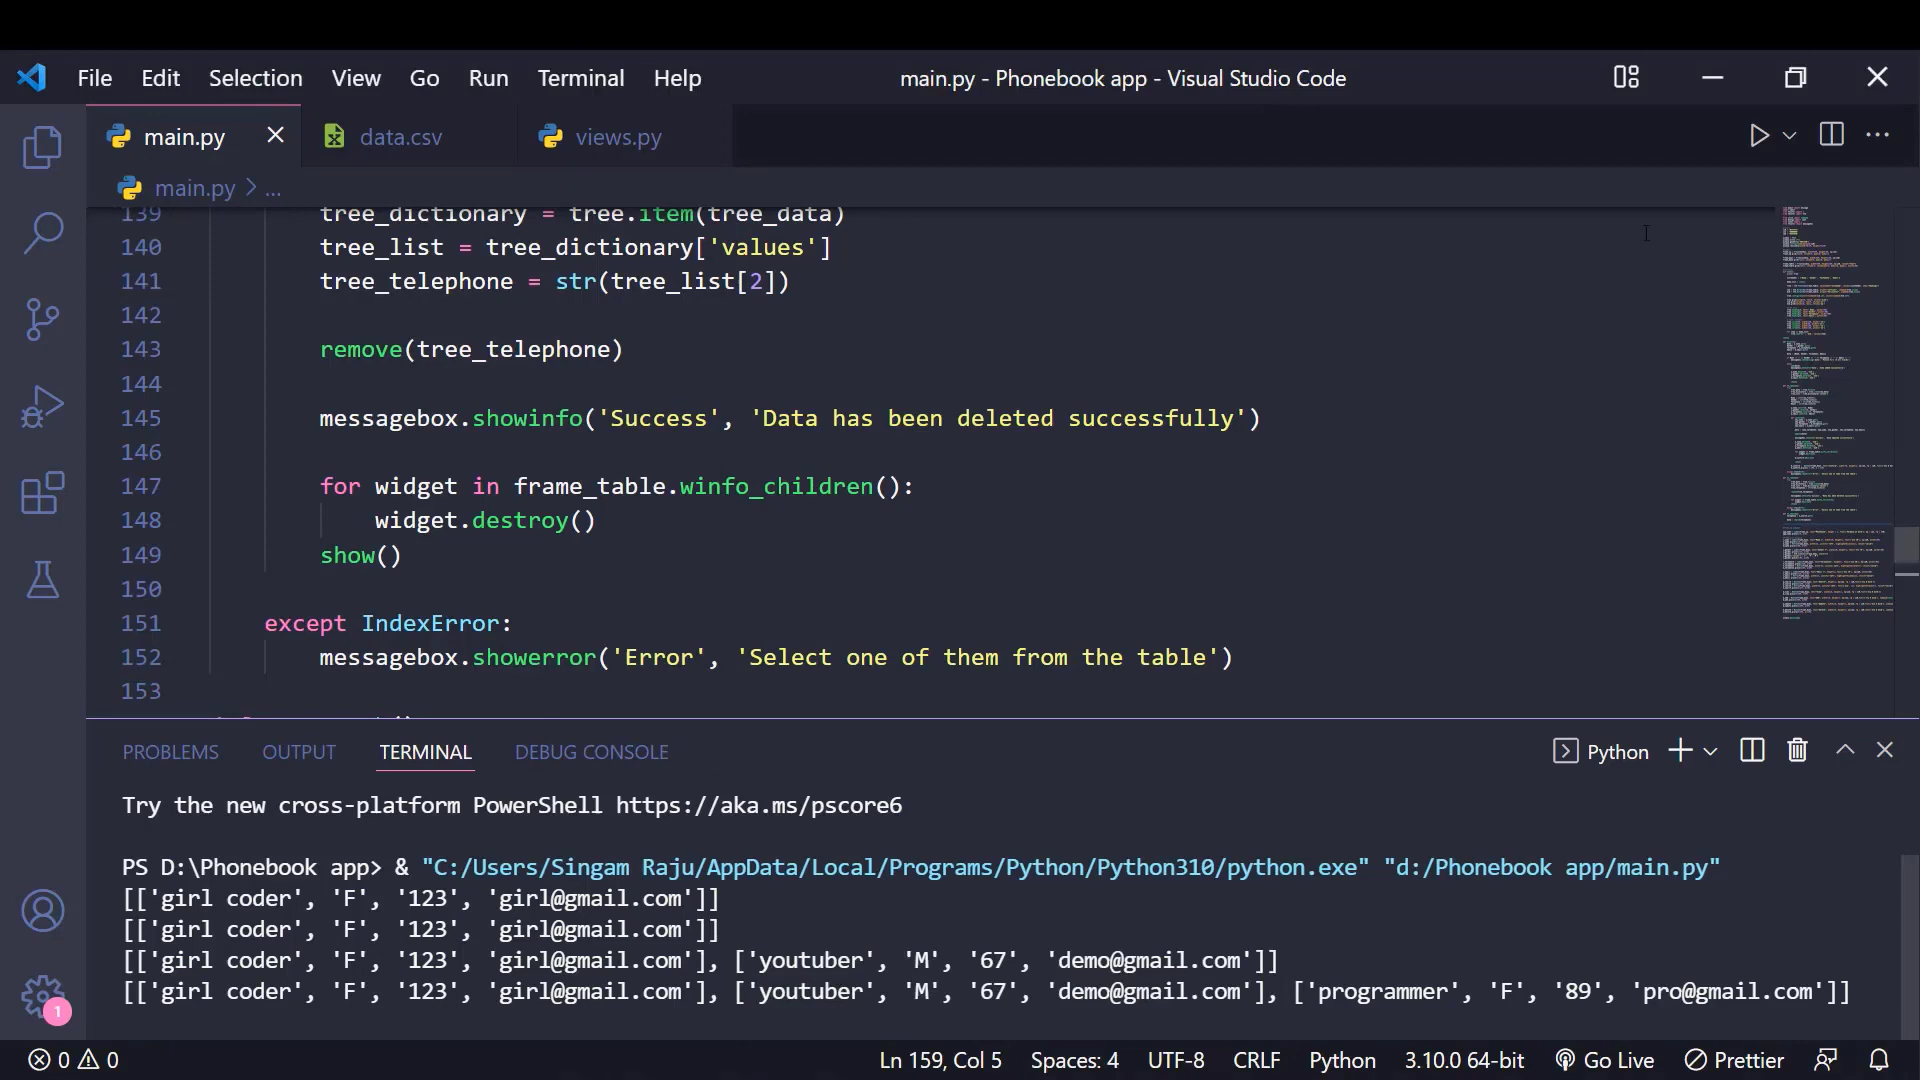 File Edit Selection View Go Run Terminal Help main.py - Phonebook app - Visual Studio Code
main.py data.csv views.py
main.py > ...
139 tree_dictionary = tree.item(tree_data)
140 tree_list = tree_dictionary['values']
141 tree_telephone = str(tree_list[2])
142
143 remove(tree_telephone)
144
145 messagebox.showinfo('Success', 'Data has been deleted successfully')
146
147 for widget in frame_table.winfo_children():
148 widget.destroy()
149 show()
150
151 except IndexError:
152 messagebox.showerror('Error', 'Select one of them from the table')
153
PROBLEMS OUTPUT TERMINAL DEBUG CONSOLE Python
Try the new cross-platform PowerShell https://aka.ms/pscore6
PS D:\Phonebook app> & "C:/Users/Singam Raju/AppData/Local/Programs/Python/Python310/python.exe" "d:/Phonebook app/main.py"
[['girl coder', 'F', '123', 'girl@gmail.com']]
[['girl coder', 'F', '123', 'girl@gmail.com']]
[['girl coder', 'F', '123', 'girl@gmail.com'], ['youtuber', 'M', '67', 'demo@gmail.com']]
[['girl coder', 'F', '123', 'girl@gmail.com'], ['youtuber', 'M', '67', 'demo@gmail.com'], ['programmer', 'F', '89', 'pro@gmail.com']]
1
0 0 Ln 159, Col 5 Spaces: 4 UTF-8 CRLF Python 3.10.0 64-bit Go Live Prettier